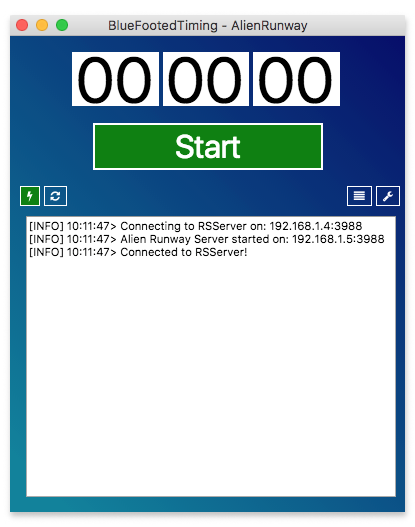 BlueFootedTiming - AlienRunway
00 00 00
Start
[INFO] 10:11:47> Connecting to RSServer on: 192.168.1.4:3988
[INFO] 10:11:47> Alien Runway Server started on: 192.168.1.5:3988
[INFO] 10:11:47> Connected to RSServer!